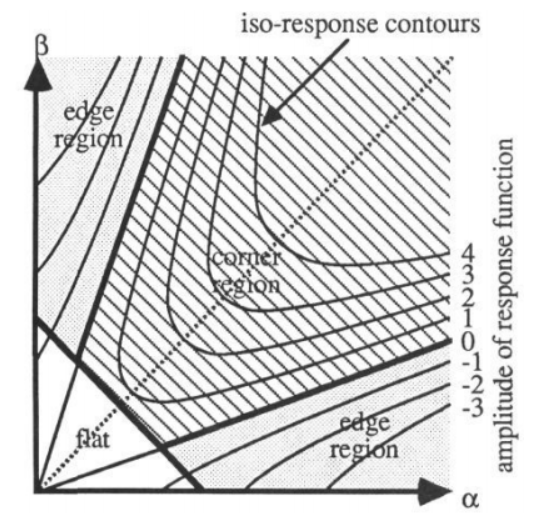 iso-response contours
β
edge
region
corner
region
4
3
2
1
0
-1
-2
-3
amplitude of response function
flat
edge
region
α